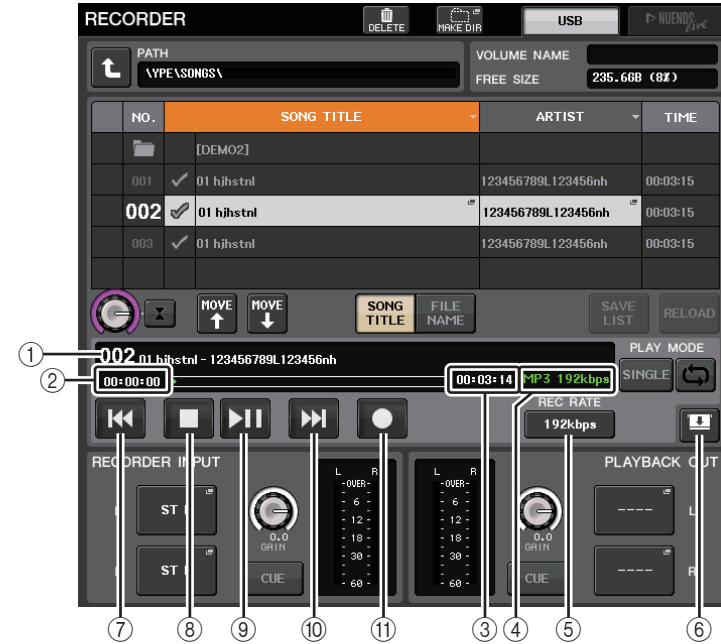 RECORDER
DELETE
MAKE DIR
USB
NUENDO Live
PATH
\YPE\SONGS\
VOLUME NAME
FREE SIZE
235.6GB (8%)
NO.
SONG TITLE
ARTIST
TIME
[DEMO2]
001 01 hjhstnl 123456789L123456nh 00:03:15
002 01 hjhstnl 123456789L123456nh 00:03:15
003 01 hjhstnl 123456789L123456nh 00:03:15
MOVE
MOVE
SONG TITLE
FILE NAME
SAVE LIST
RELOAD
① 002 01 hjhstnl - 123456789L123456nh
PLAY MODE
② 00:00:00
00:03:14
MP3 192kbps
SINGLE
REC RATE
192kbps
RECORDER INPUT
PLAYBACK OUT
L R
-OVER-
6
12
18
30
60
ST
ST
0.0
GAIN
CUE
L R
-OVER-
6
12
18
30
60
0.0
GAIN
CUE
----
L
----
R
⑦ ⑧ ⑨ ⑩ ⑪ ③ ④ ⑤ ⑥